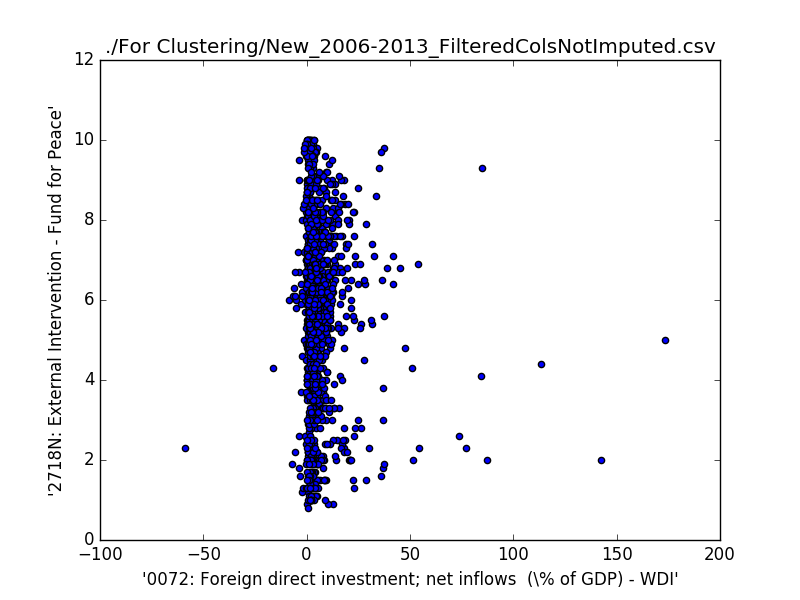 ./For Clustering/New_2006-2013_FilteredColsNotImputed.csv
12
10
8
6
4
2
0
'2718N: External Intervention - Fund for Peace'
−100 −50 0 50 100 150 200
'0072: Foreign direct investment; net inflows  (\% of GDP) - WDI'